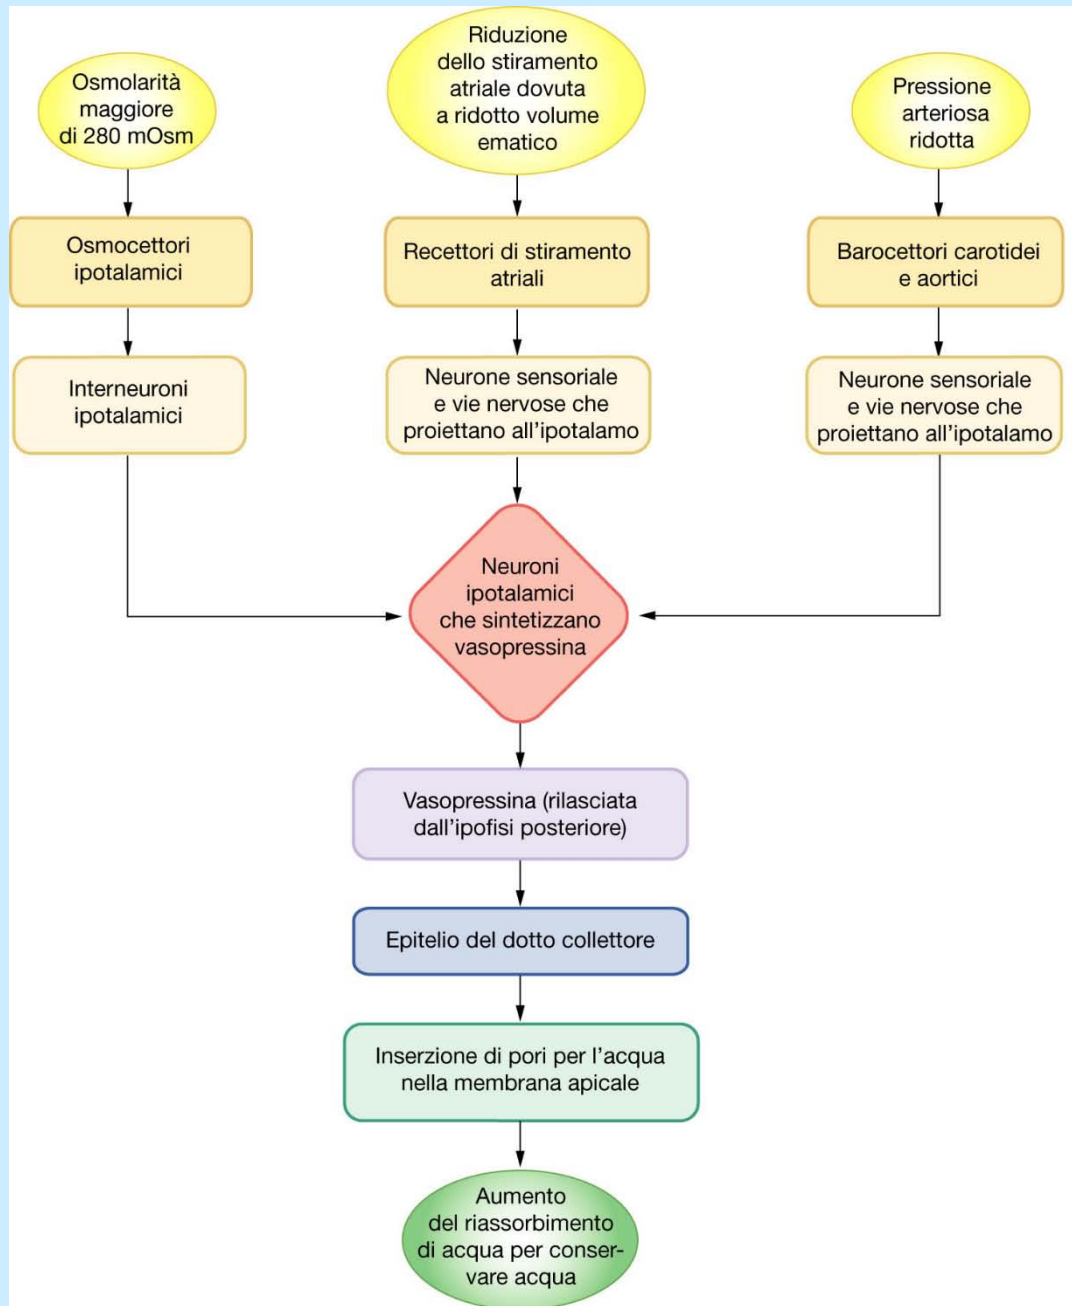 Osmolarità
maggiore
di 280 mOsm
Riduzione
dello stiramento
atriale dovuta
a ridotto volume
ematico
Pressione
arteriosa
ridotta
Osmocettori
ipotalamici
Recettori di stiramento
atriali
Barocettori carotidei
e aortici
Interneuroni
ipotalamici
Neurone sensoriale
e vie nervose che
proiettano all'ipotalamo
Neurone sensoriale
e vie nervose che
proiettano all'ipotalamo
Neuroni
ipotalamici
che sintetizzano
vasopressina
Vasopressina (rilasciata
dall'ipofisi posteriore)
Epitelio del dotto collettore
Inserzione di pori per l'acqua
nella membrana apicale
Aumento
del riassorbimento
di acqua per conser-
vare acqua